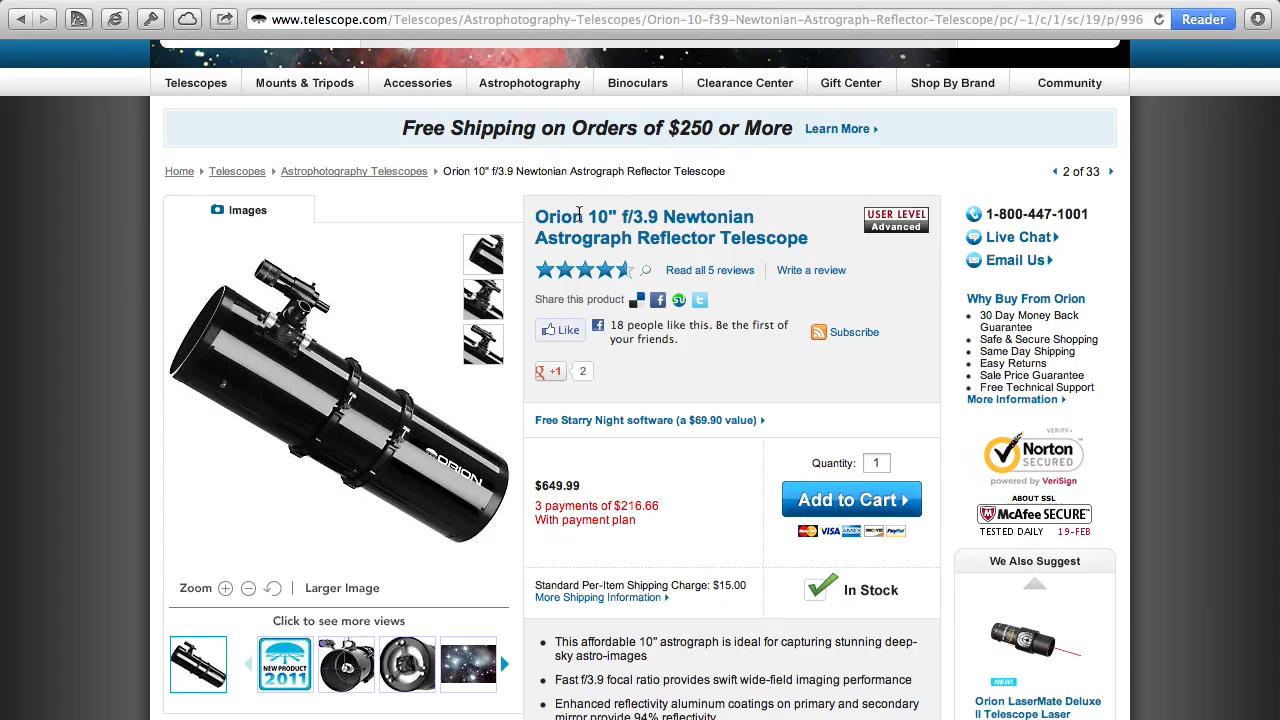 www.telescope.com/Telescopes/Astrophotography-Telescopes/Orion-10-f39-Newtonian-Astrograph-Reflector-Telescope/pc/-1/c/1/sc/19/p/996
Reader
Telescopes
Mounts & Tripods
Accessories
Astrophotography
Binoculars
Clearance Center
Gift Center
Shop By Brand
Community
Free Shipping on Orders of $250 or More Learn More
Home Telescopes Astrophotography Telescopes Orion 10" f/3.9 Newtonian Astrograph Reflector Telescope
2 of 33
Images
ORION
Zoom
Larger Image
Click to see more views
NEW PRODUCT
2011
Orion 10" f/3.9 Newtonian
Astrograph Reflector Telescope
USER LEVEL
Advanced
Read all 5 reviews
Write a review
Share this product
Like
18 people like this. Be the first of
your friends.
Subscribe
+1
2
Free Starry Night software (a $69.90 value)
$649.99
3 payments of $216.66
With payment plan
Quantity: 1
Add to Cart
VISA AMEX DISCOVER PayPal
Standard Per-Item Shipping Charge: $15.00
More Shipping Information
In Stock
This affordable 10" astrograph is ideal for capturing stunning deep-
sky astro-images
Fast f/3.9 focal ratio provides swift wide-field imaging performance
Enhanced reflectivity aluminum coatings on primary and secondary
mirror provide 94% reflectivity
1-800-447-1001
Live Chat
Email Us
Why Buy From Orion
30 Day Money Back
Guarantee
Safe & Secure Shopping
Same Day Shipping
Easy Returns
Sale Price Guarantee
Free Technical Support
More Information
VERIFY
Norton
SECURED
powered by VeriSign
ABOUT SSL
McAfee SECURE
TESTED DAILY 19-FEB
We Also Suggest
NEW!
Orion LaserMate Deluxe
II Telescope Laser